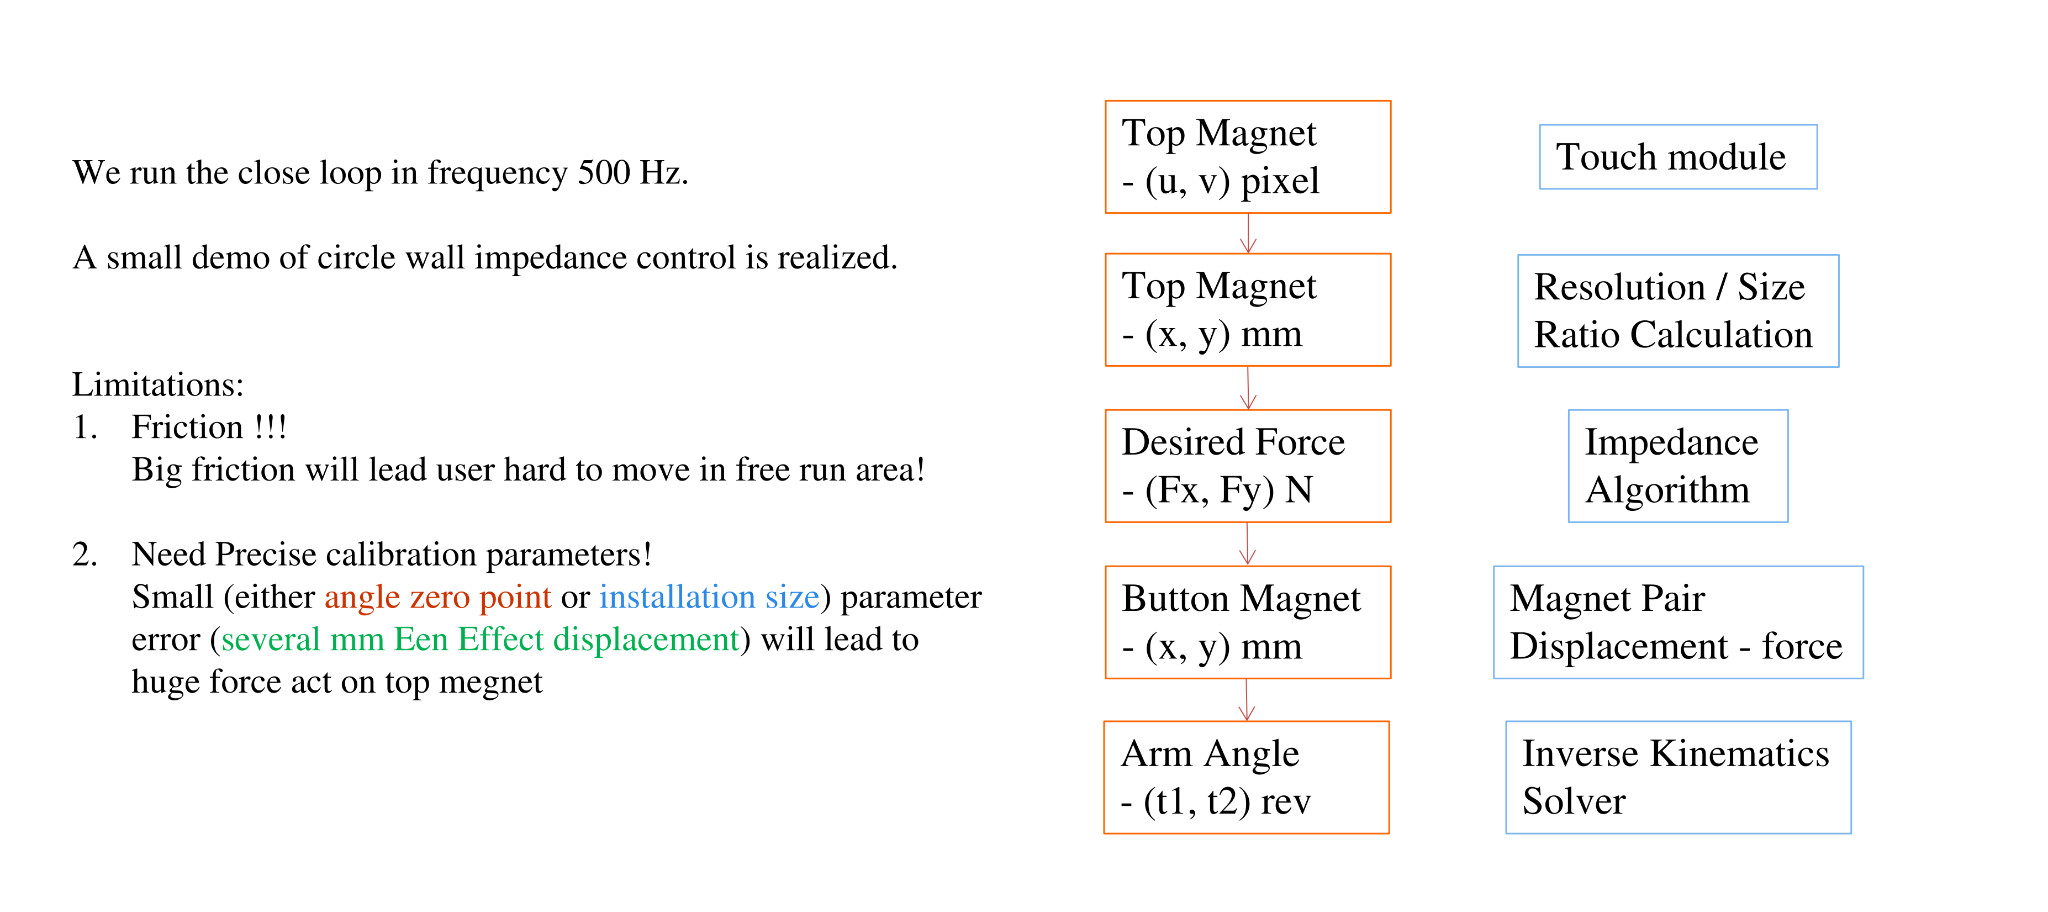 We run the close loop in frequency 500 Hz.
A small demo of circle wall impedance control is realized.
Limitations:
1. Friction !!!
Big friction will lead user hard to move in free run area!
2. Need Precise calibration parameters!
Small (either angle zero point or installation size) parameter
error (several mm Een Effect displacement) will lead to
huge force act on top megnet
Top Magnet
- (u, v) pixel
Touch module
Top Magnet
- (x, y) mm
Resolution / Size
Ratio Calculation
Desired Force
- (Fx, Fy) N
Impedance
Algorithm
Button Magnet
- (x, y) mm
Magnet Pair
Displacement - force
Arm Angle
- (t1, t2) rev
Inverse Kinematics
Solver